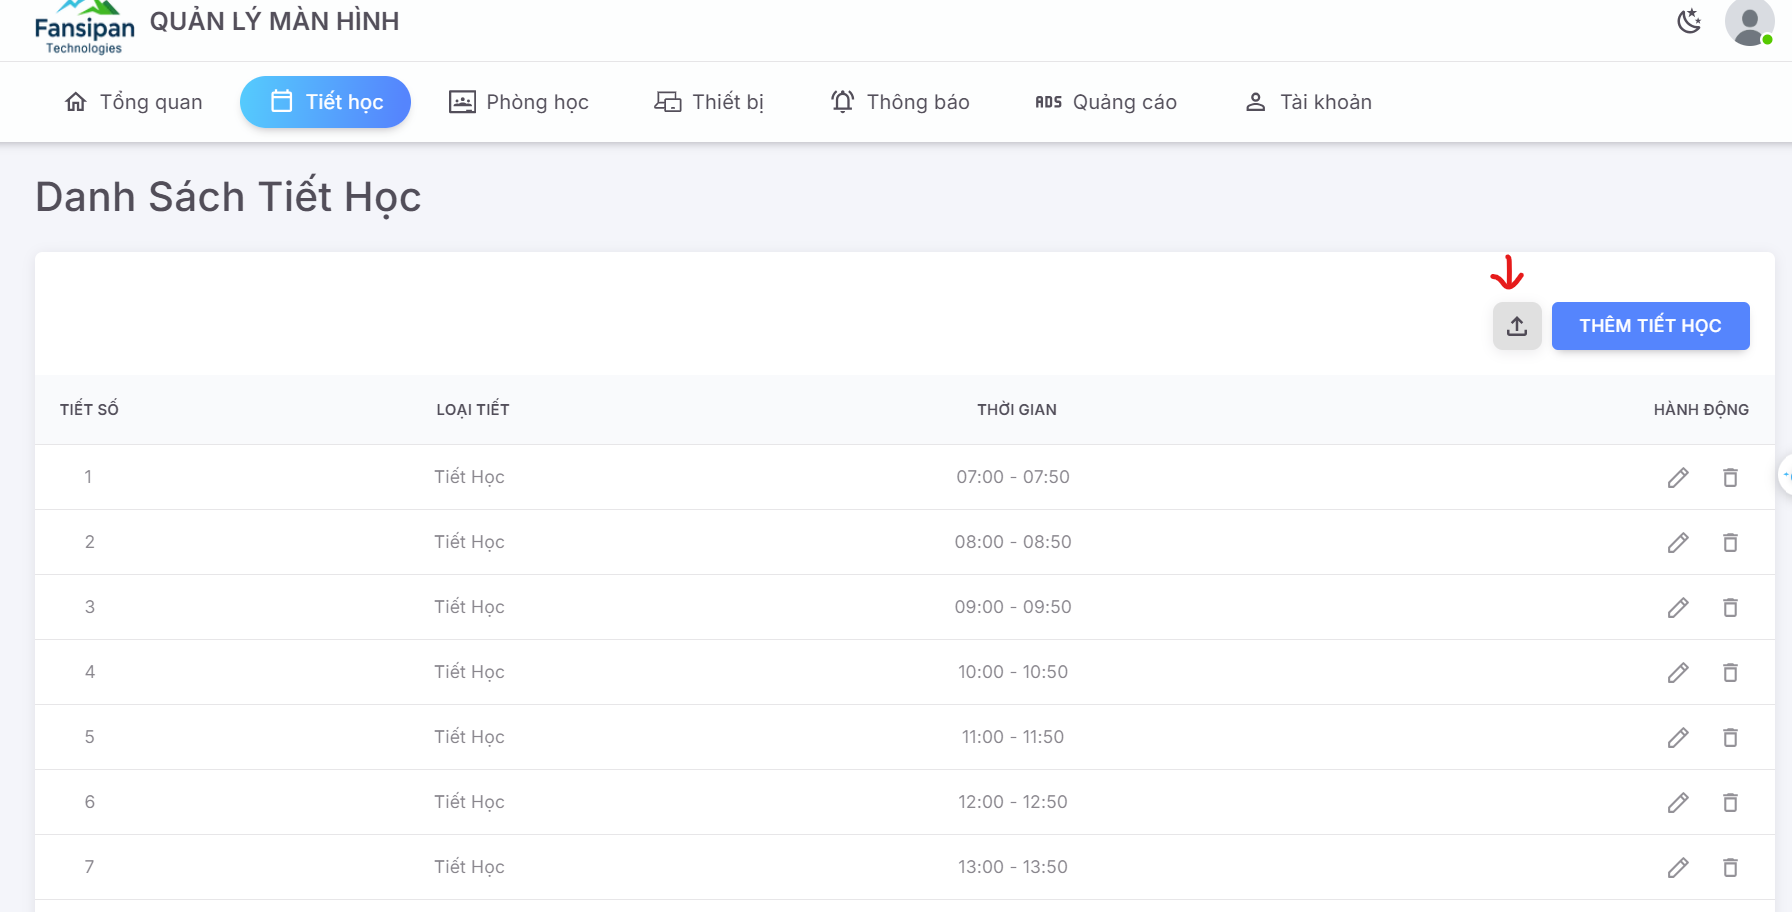 Fansipan
Technologies
QUẢN LÝ MÀN HÌNH
Tổng quan
Tiết học
Phòng học
Thiết bị
Thông báo
ADS Quảng cáo
Tài khoản
Danh Sách Tiết Học
THÊM TIẾT HỌC
TIẾT SỐ LOẠI TIẾT THỜI GIAN HÀNH ĐỘNG
1 Tiết Học 07:00 - 07:50
2 Tiết Học 08:00 - 08:50
3 Tiết Học 09:00 - 09:50
4 Tiết Học 10:00 - 10:50
5 Tiết Học 11:00 - 11:50
6 Tiết Học 12:00 - 12:50
7 Tiết Học 13:00 - 13:50